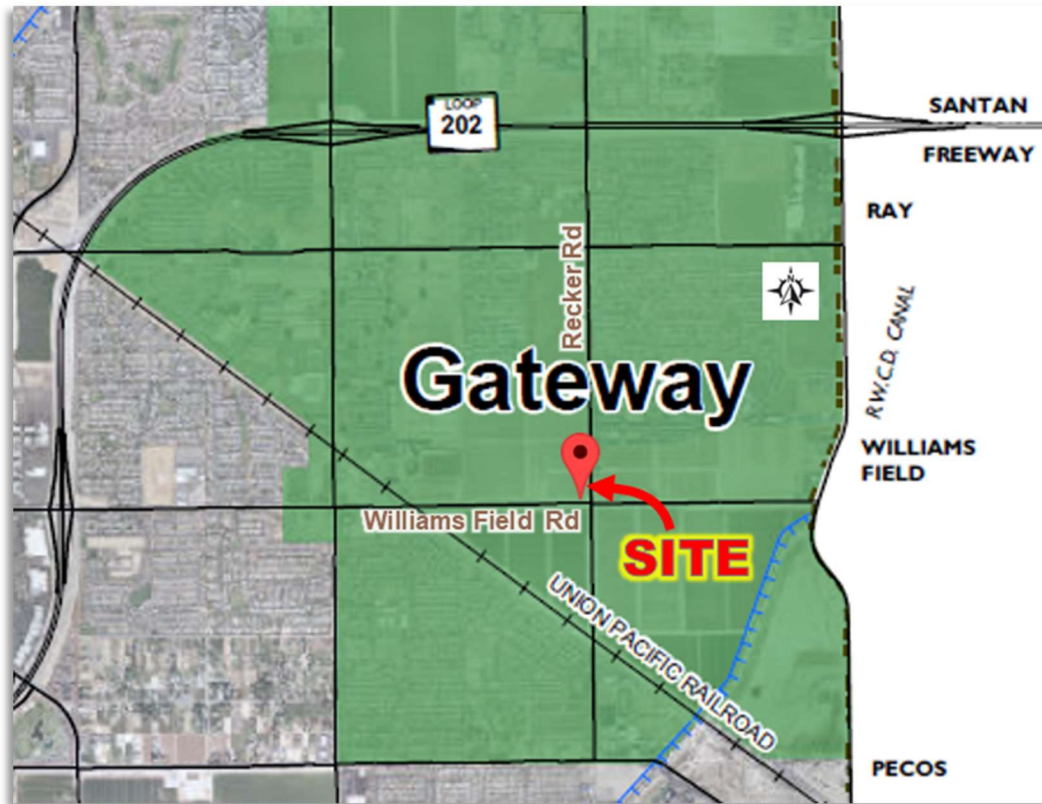 LOOP
202
SANTAN
FREEWAY
RAY
Recker Rd
N
R.W.C.D. CANAL
Gateway
WILLIAMS
FIELD
Williams Field Rd
SITE
UNION PACIFIC RAILROAD
PECOS